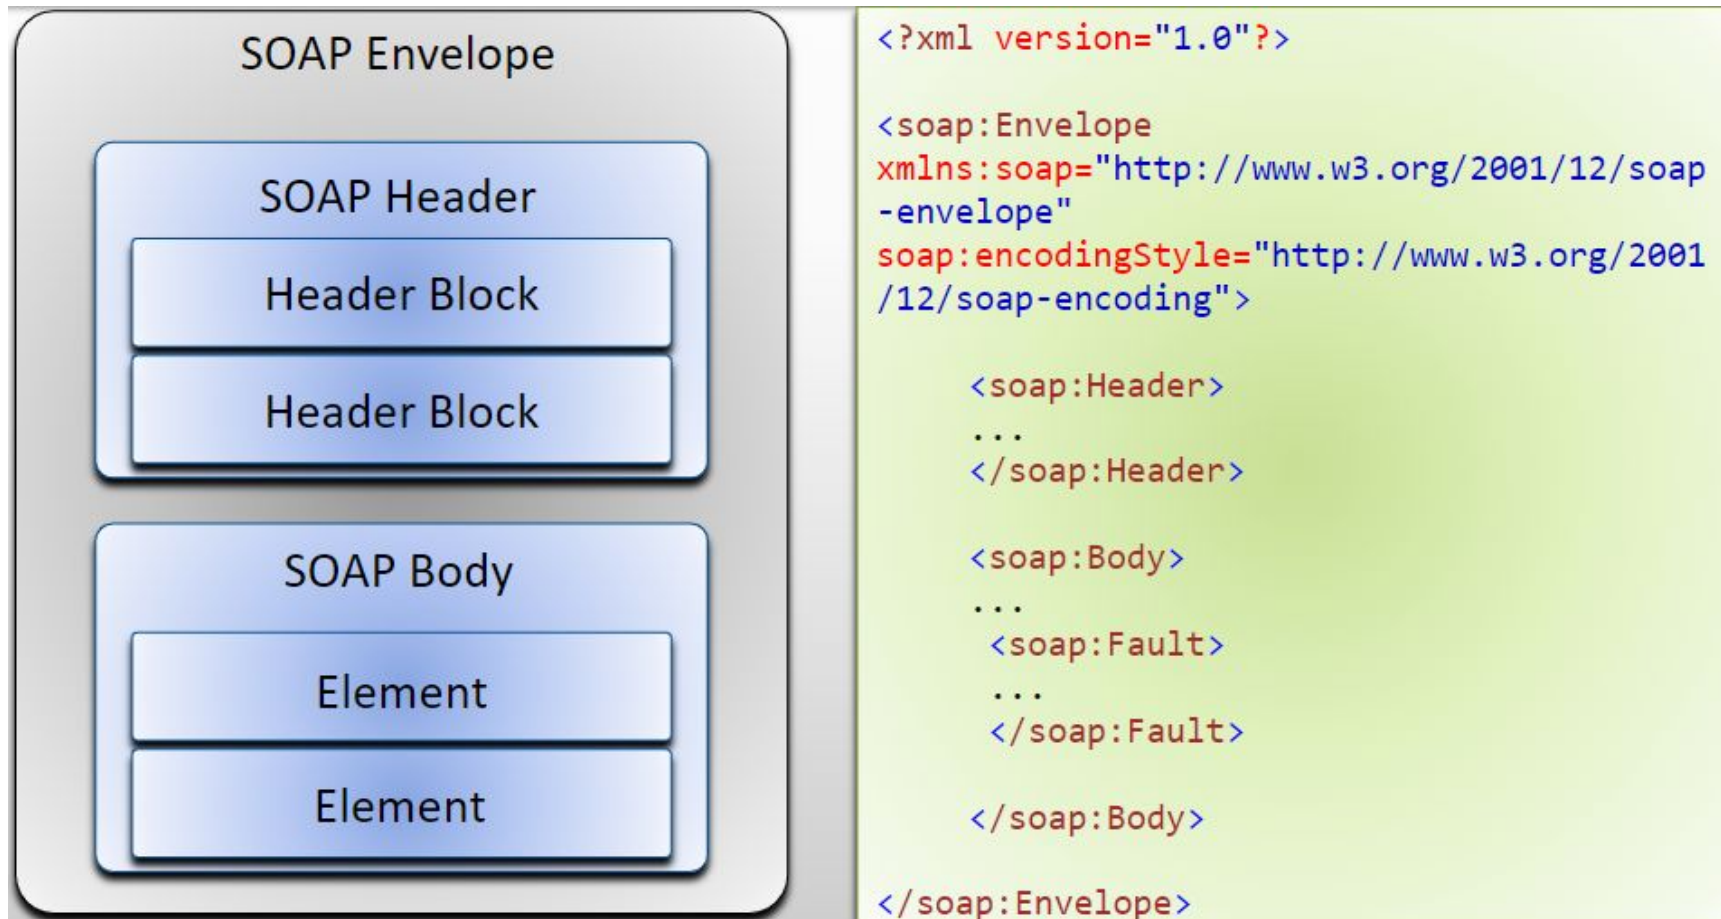 SOAP Envelope
SOAP Header
Header Block
Header Block
SOAP Body
Element
Element
<?xml version="1.0"?>
<soap:Envelope
xmlns:soap="http://www.w3.org/2001/12/soap
-envelope"
soap:encodingStyle="http://www.w3.org/2001
/12/soap-encoding">
<soap:Header>
...
</soap:Header>
<soap:Body>
...
<soap:Fault>
...
</soap:Fault>
</soap:Body>
</soap:Envelope>